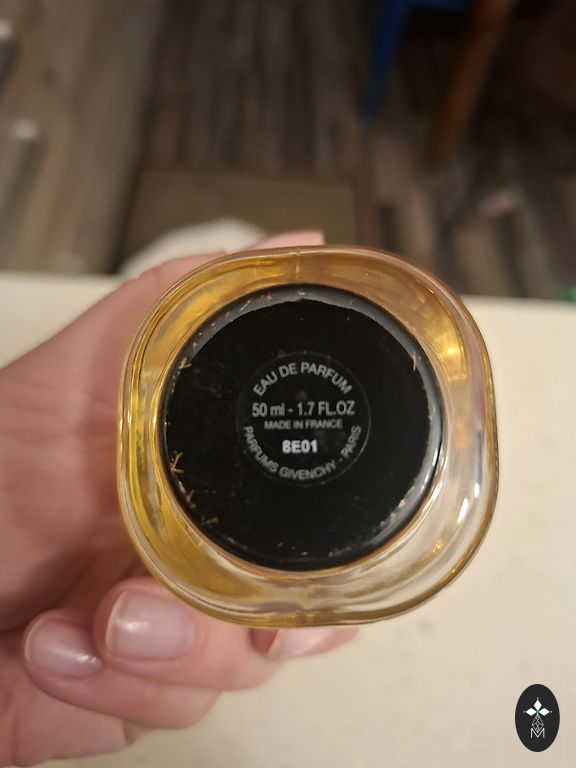 EAU DE PARFUM
50 ml - 1.7 FL.OZ
MADE IN FRANCE
8E01
PARFUMS GIVENCHY - PARIS
M